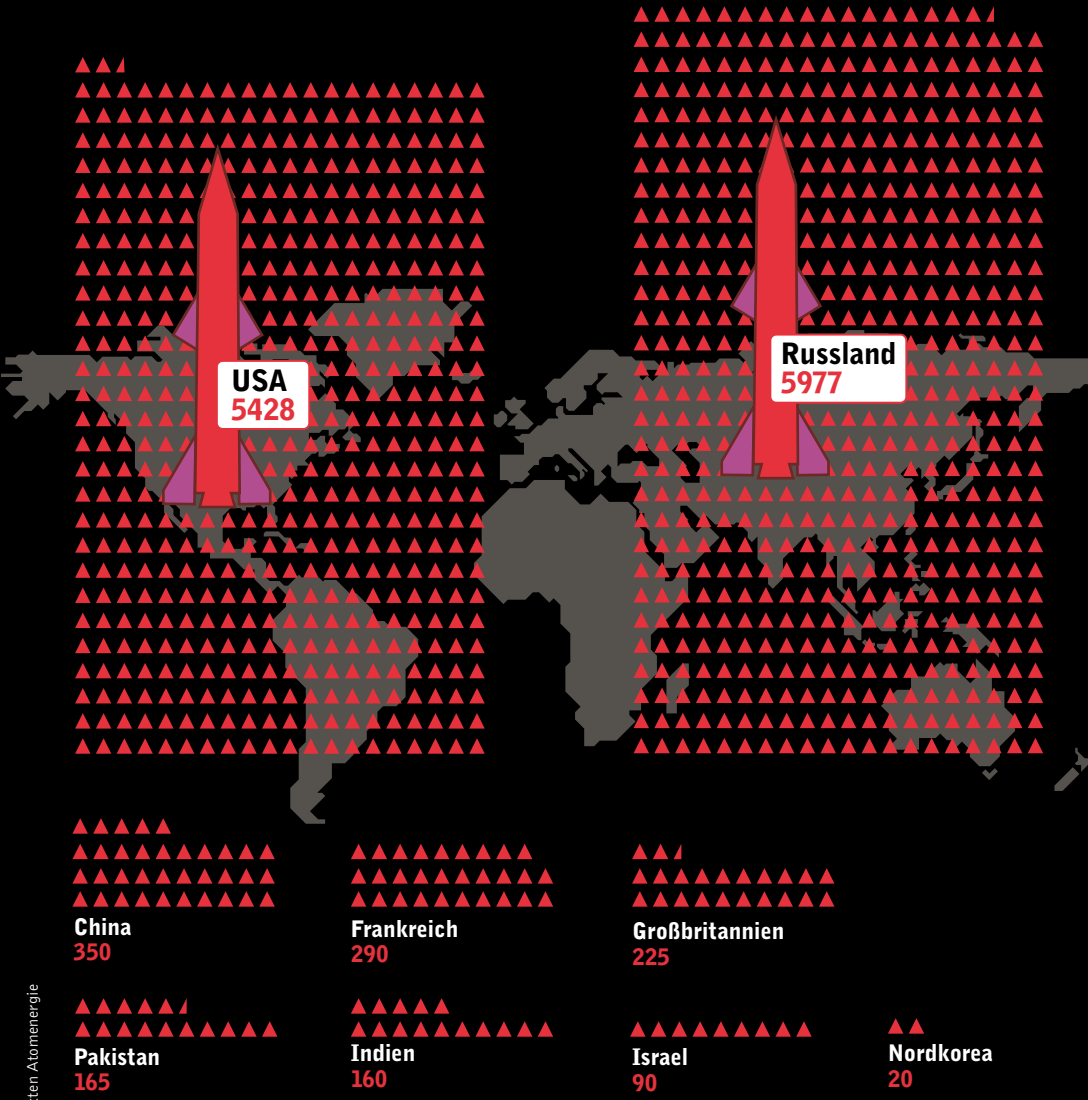 USA
5428
Russland
5977
China
350
Frankreich
290
Großbritannien
225
Pakistan
165
Indien
160
Israel
90
Nordkorea
20
Atomenergie